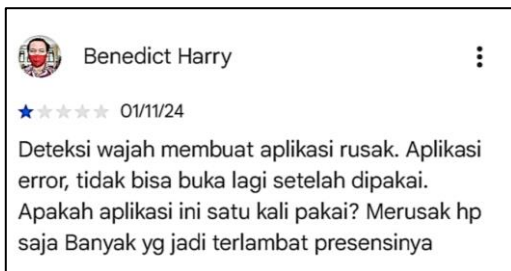 Benedict Harry
01/11/24
Deteksi wajah membuat aplikasi rusak. Aplikasi
error, tidak bisa buka lagi setelah dipakai.
Apakah aplikasi ini satu kali pakai? Merusak hp
saja Banyak yg jadi terlambat presensinya